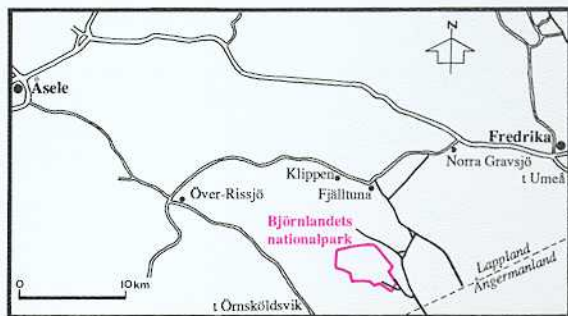 N
Åsele
Fredrika
Norra Gravsjö
t Umeå
Klippen
Fjälltuna
Över-Rissjö
Björnlandets
nationalpark
Lappland
Ångermanland
0 10 km
t Örnsköldsvik